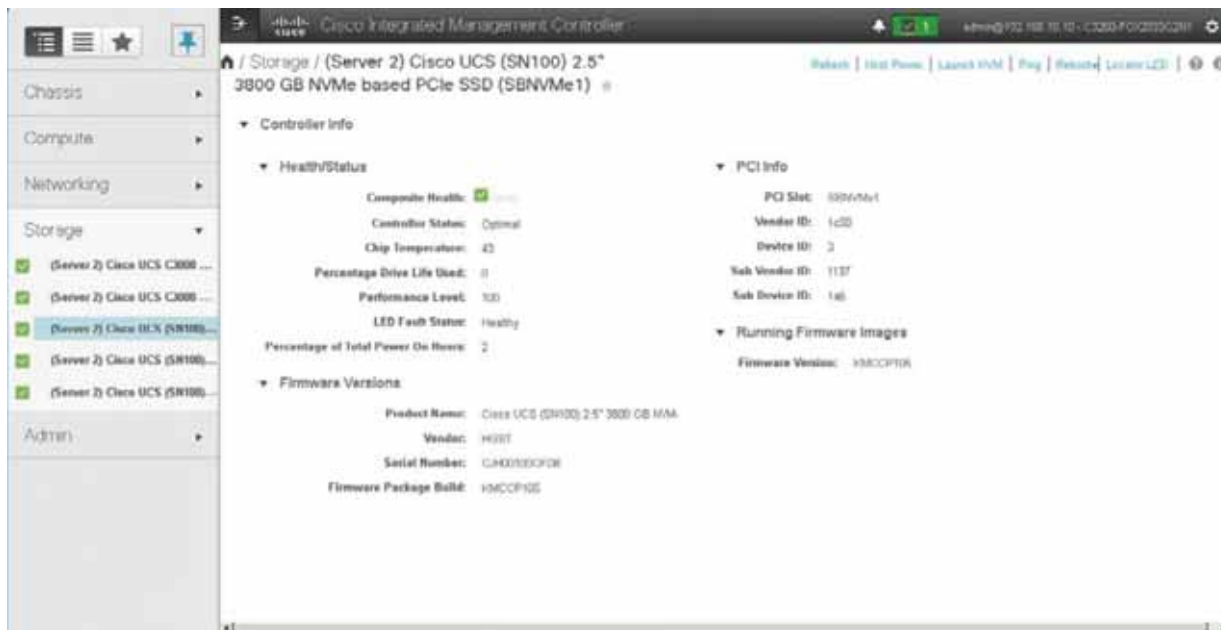 cisco Cisco Integrated Management Controller
1
/ Storage / (Server 2) Cisco UCS (SN100) 2.5"
3800 GB NVMe based PCIe SSD (SBNVMe1)
Refresh | Host Power | Launch KVM | Ping | Reboot | Locator LED |
Chassis
Compute
Networking
Storage
(Server 2) Cisco UCS C3000 ...
(Server 2) Cisco UCS C3000 ...
(Server 2) Cisco UCS (SN100)...
(Server 2) Cisco UCS (SN100)...
(Server 2) Cisco UCS (SN100)...
Admin
Controller Info
Health/Status
Composite Health:
Controller Status: Optimal
Chip Temperature: 43
Percentage Drive Life Used: 0
Performance Level: 100
LED Fault Status: Healthy
Percentage of Total Power On Hours: 2
Firmware Versions
Product Name: Cisco UCS (SN100) 2.5" 3800 GB NVMe
Vendor: HGST
Serial Number:
Firmware Package Build: KMCCP105
PCI Info
PCI Slot: SBNVMe1
Vendor ID:
Device ID: 3
Sub Vendor ID: 1137
Sub Device ID:
Running Firmware Images
Firmware Version: KMCCP105